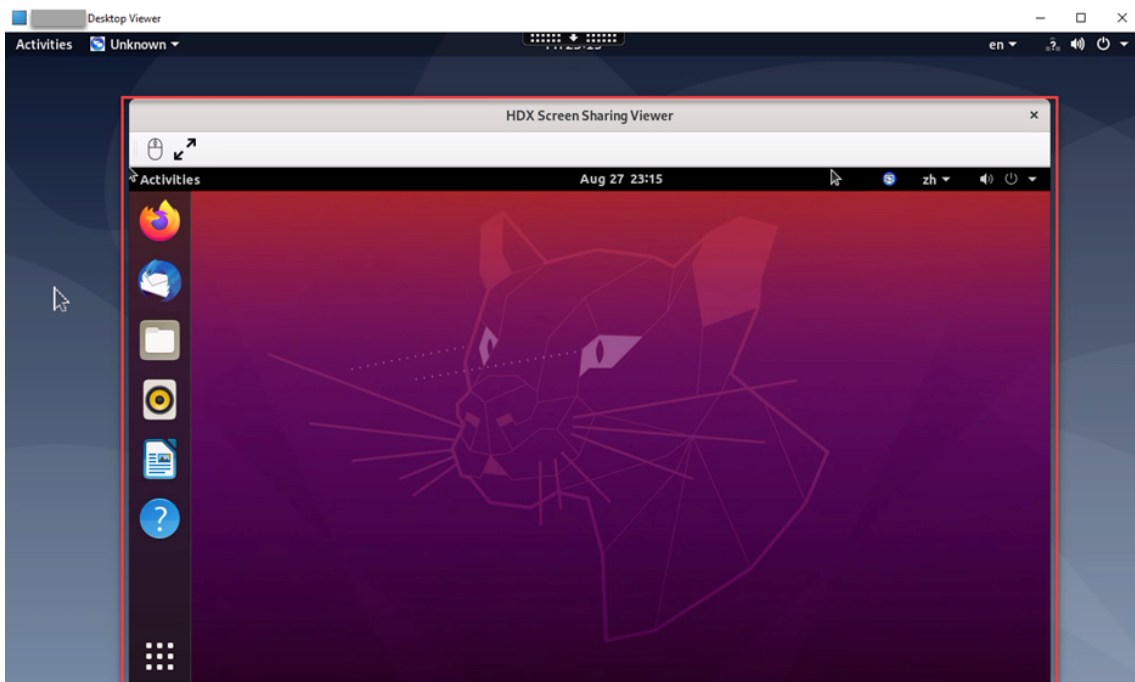 Desktop Viewer
Activities Unknown en
HDX Screen Sharing Viewer
Activities Aug 27 23:15 zh